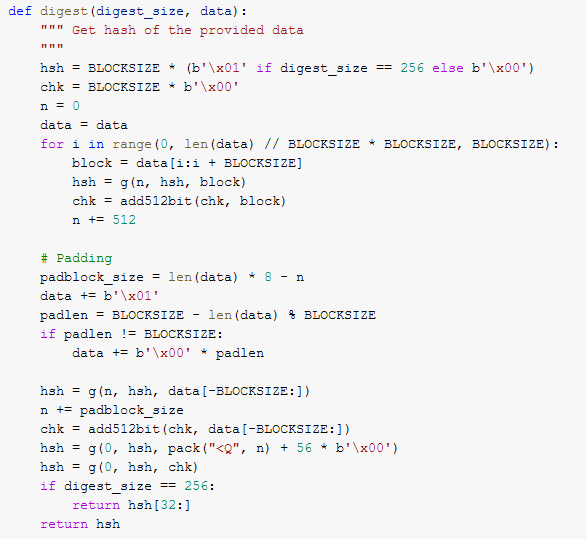 def digest(digest_size, data):
    """ Get hash of the provided data
    """
    hsh = BLOCKSIZE * (b'\x01' if digest_size == 256 else b'\x00')
    chk = BLOCKSIZE * b'\x00'
    n = 0
    data = data
    for i in range(0, len(data) // BLOCKSIZE * BLOCKSIZE, BLOCKSIZE):
        block = data[i:i + BLOCKSIZE]
        hsh = g(n, hsh, block)
        chk = add512bit(chk, block)
        n += 512

    # Padding
    padblock_size = len(data) * 8 - n
    data += b'\x01'
    padlen = BLOCKSIZE - len(data) % BLOCKSIZE
    if padlen != BLOCKSIZE:
        data += b'\x00' * padlen

    hsh = g(n, hsh, data[-BLOCKSIZE:])
    n += padblock_size
    chk = add512bit(chk, data[-BLOCKSIZE:])
    hsh = g(0, hsh, pack("<Q", n) + 56 * b'\x00')
    hsh = g(0, hsh, chk)
    if digest_size == 256:
        return hsh[32:]
    return hsh